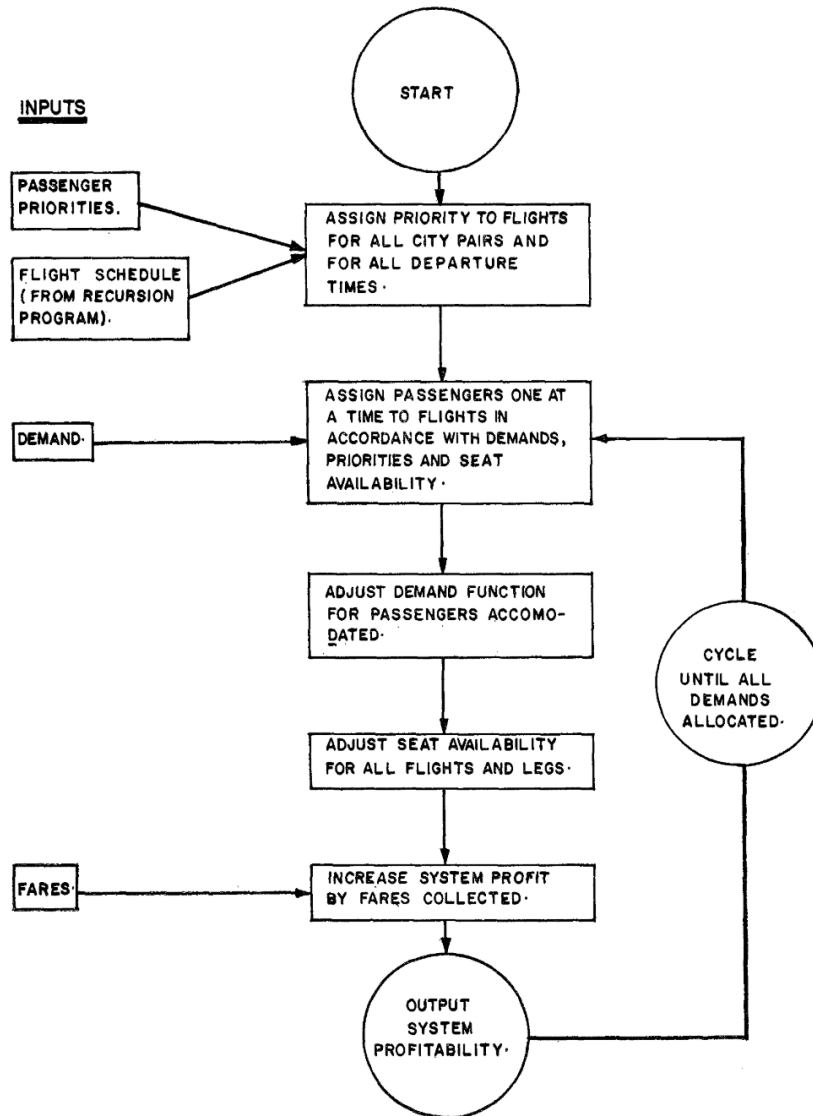 START
INPUTS
PASSENGER
PRIORITIES.
FLIGHT SCHEDULE
(FROM RECURSION
PROGRAM).
ASSIGN PRIORITY TO FLIGHTS
FOR ALL CITY PAIRS AND
FOR ALL DEPARTURE
TIMES.
DEMAND.
ASSIGN PASSENGERS ONE AT
A TIME TO FLIGHTS IN
ACCORDANCE WITH DEMANDS,
PRIORITIES AND SEAT
AVAILABILITY.
ADJUST DEMAND FUNCTION
FOR PASSENGERS ACCOMO-
DATED.
CYCLE
UNTIL ALL
DEMANDS
ALLOCATED.
ADJUST SEAT AVAILABILITY
FOR ALL FLIGHTS AND LEGS.
FARES.
INCREASE SYSTEM PROFIT
BY FARES COLLECTED.
OUTPUT
SYSTEM
PROFITABILITY.